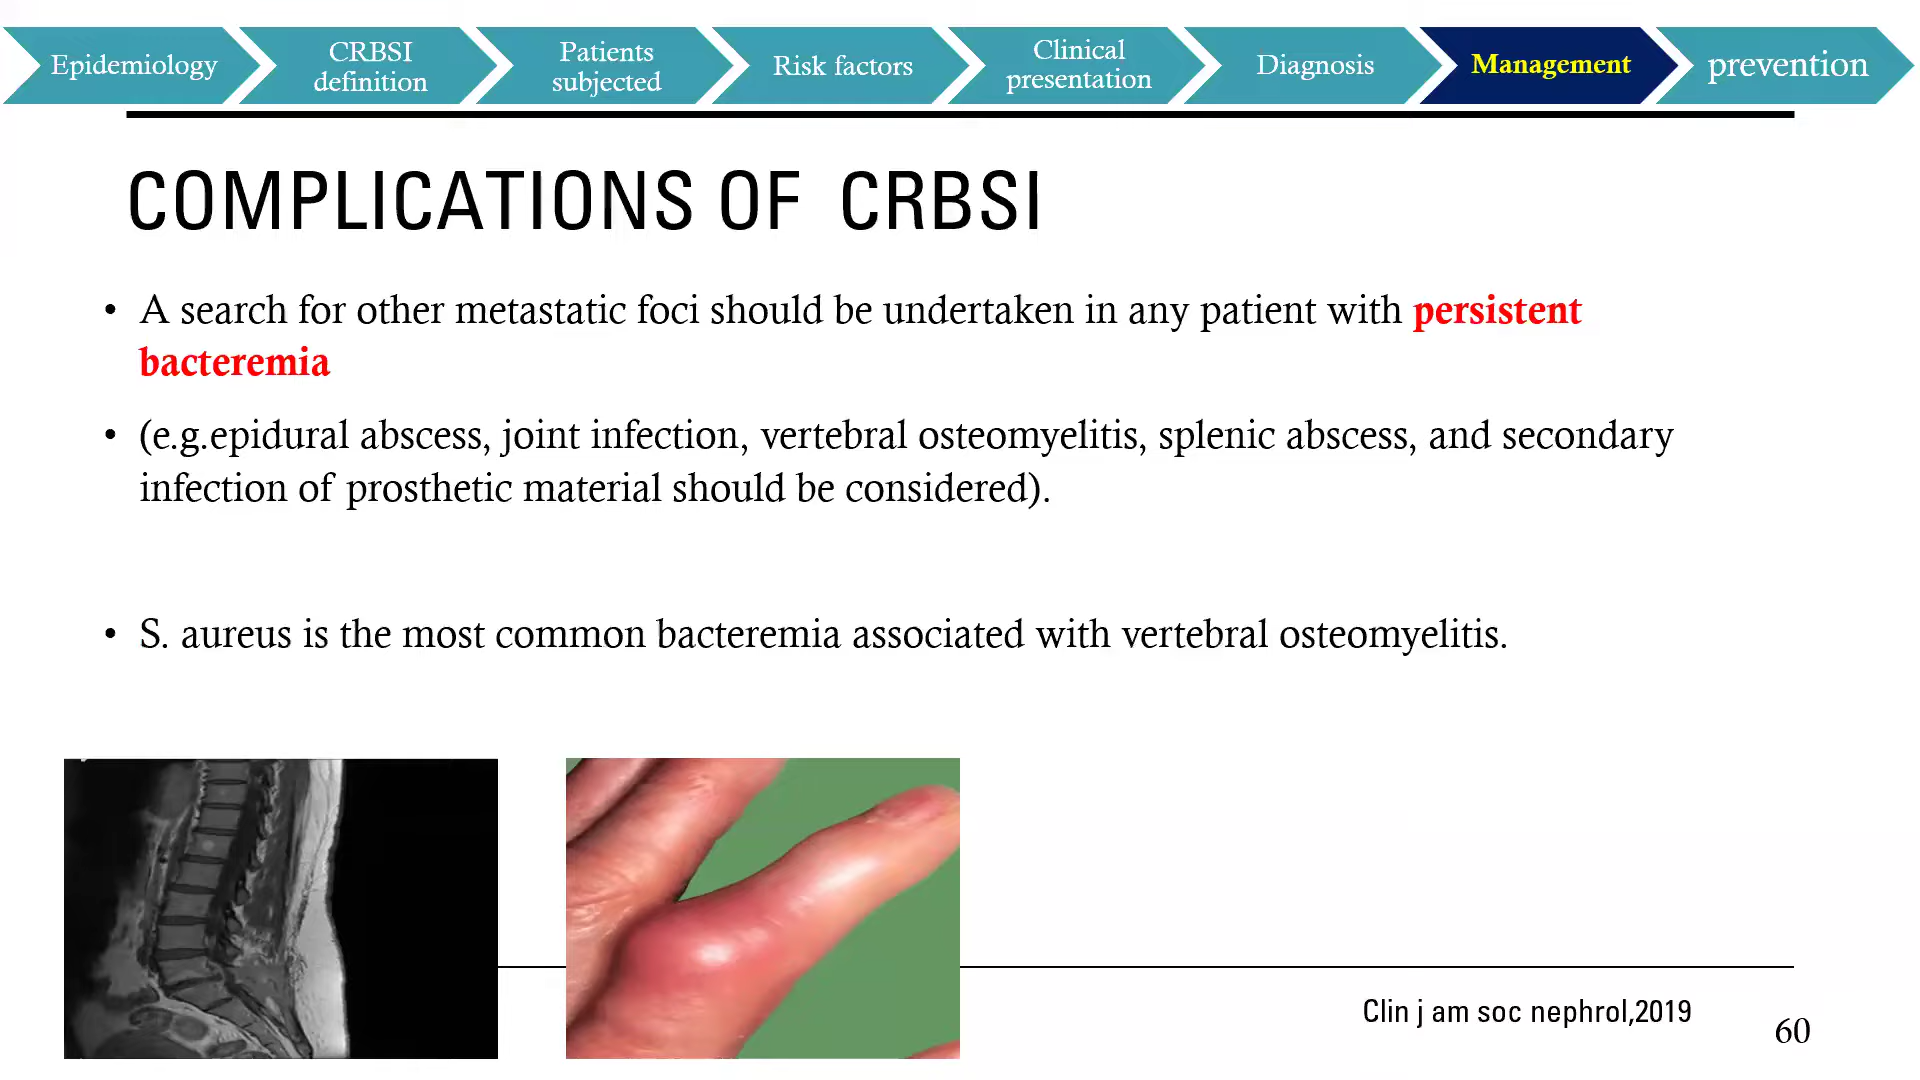 Epidemiology
CRBSI
definition
Patients
subjected
Risk factors
Clinical
presentation
Diagnosis
Management
prevention
COMPLICATIONS OF CRBSI
• A search for other metastatic foci should be undertaken in any patient with persistent
bacteremia
• (e.g.epidural abscess, joint infection, vertebral osteomyelitis, splenic abscess, and secondary
infection of prosthetic material should be considered).
• S. aureus is the most common bacteremia associated with vertebral osteomyelitis.
Clin j am soc nephrol,2019
60